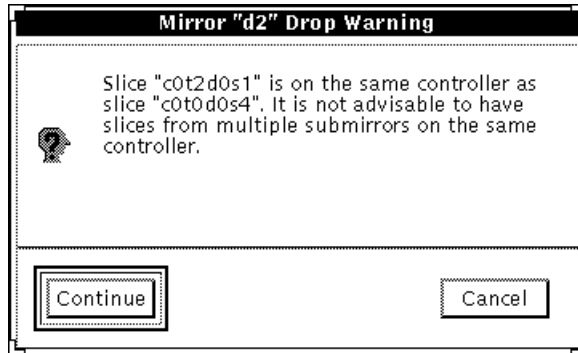 Mirror "d2" Drop Warning
Slice "c0t2d0s1" is on the same controller as
slice "c0t0d0s4". It is not advisable to have
slices from multiple submirrors on the same
controller.
Continue
Cancel